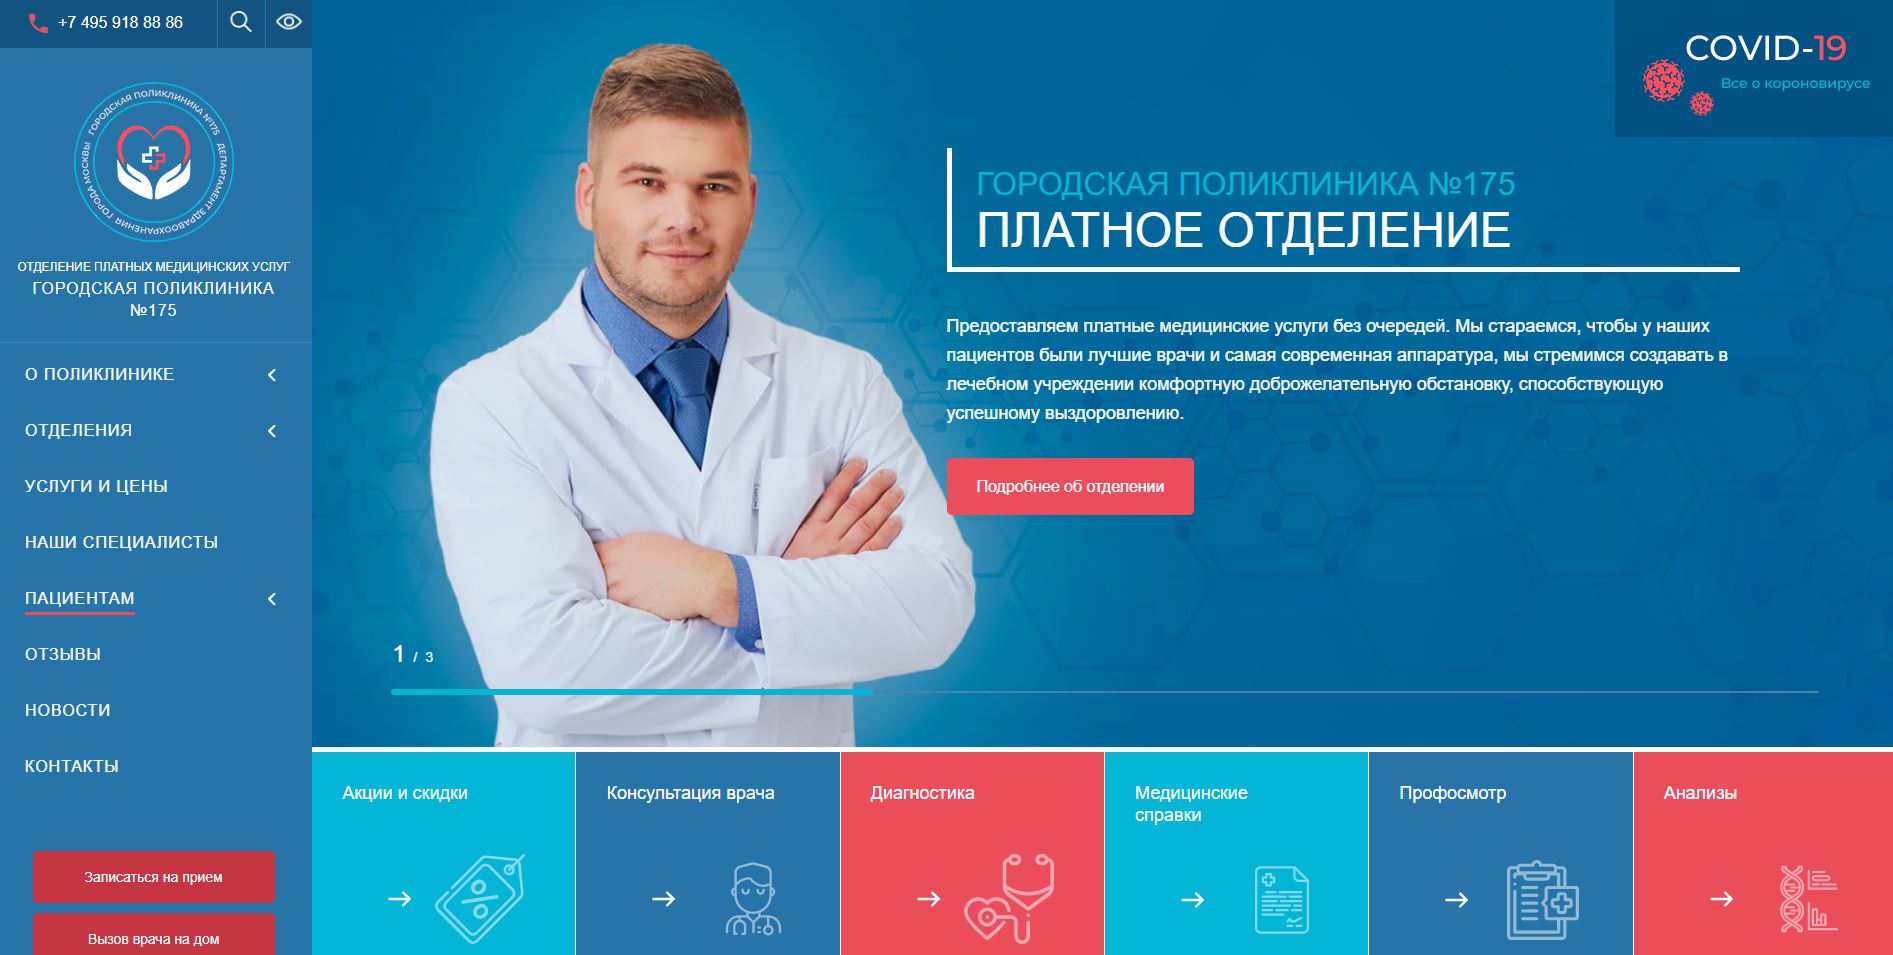 +7 495 918 88 86
ГОРОДСКАЯ ПОЛИКЛИНИКА №175 ДЕПАРТАМЕНТ ЗДРАВООХРАНЕНИЯ ГОРОДА МОСКВЫ
ОТДЕЛЕНИЕ ПЛАТНЫХ МЕДИЦИНСКИХ УСЛУГ
ГОРОДСКАЯ ПОЛИКЛИНИКА
№175
О ПОЛИКЛИНИКЕ
ОТДЕЛЕНИЯ
УСЛУГИ И ЦЕНЫ
НАШИ СПЕЦИАЛИСТЫ
ПАЦИЕНТАМ
ОТЗЫВЫ
НОВОСТИ
КОНТАКТЫ
Записаться на прием
Вызов врача на дом
COVID-19
Все о короновирусе
ГОРОДСКАЯ ПОЛИКЛИНИКА №175
ПЛАТНОЕ ОТДЕЛЕНИЕ
Предоставляем платные медицинские услуги без очередей. Мы стараемся, чтобы у наших
пациентов были лучшие врачи и самая современная аппаратура, мы стремимся создавать в
лечебном учреждении комфортную доброжелательную обстановку, способствующую
успешному выздоровлению.
Подробнее об отделении
1 / 3
Акции и скидки
Консультация врача
Диагностика
Медицинские
справки
Профосмотр
Анализы